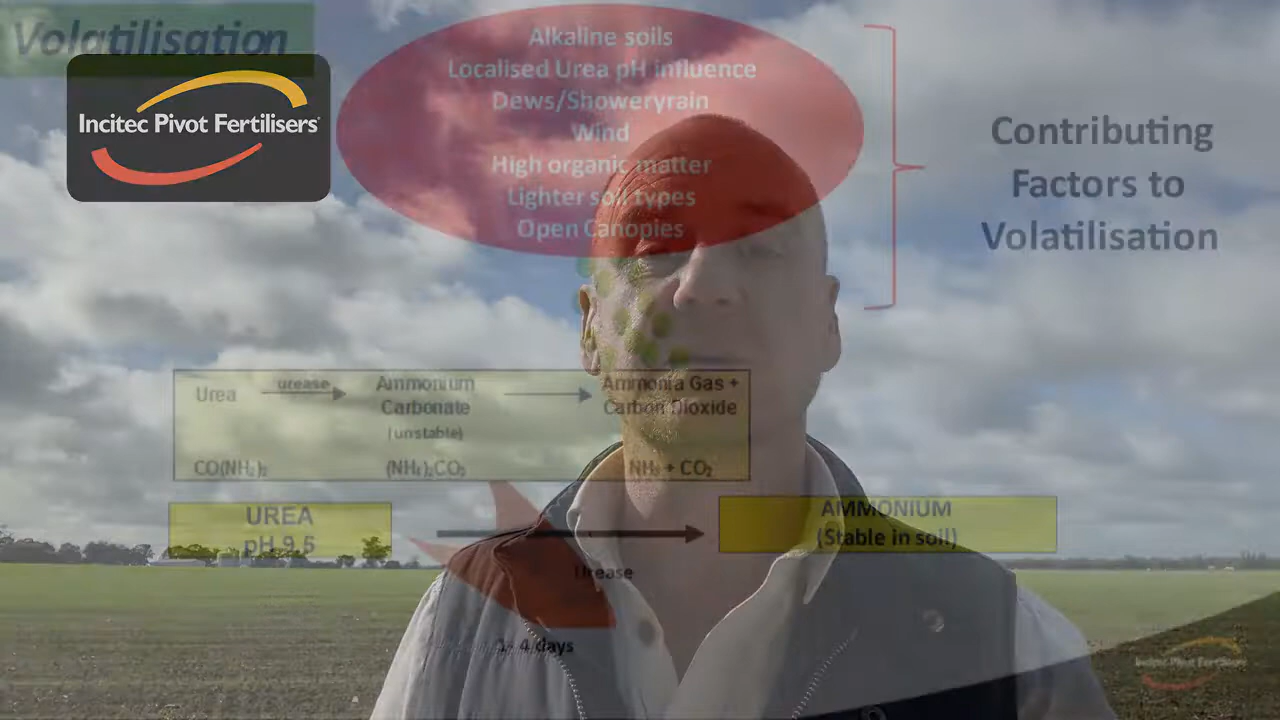 Volatilisation
Incitec Pivot Fertilisers
Alkaline soils
Localised Urea pH influence
Dews/Showeryrain
Wind
High organic matter
Lighter soil types
Open Canopies
Contributing
Factors to
Volatilisation
Urea
urease
Ammonium
Carbonate
(unstable)
Ammonia Gas +
Carbon Dioxide
CO(NH₂)₂
(NH₄)₂CO₃
NH₃ + CO₂
UREA
pH 9.5
Urease
AMMONIUM
(Stable in soil)
1- 4 days
Incitec Pivot Fertilisers